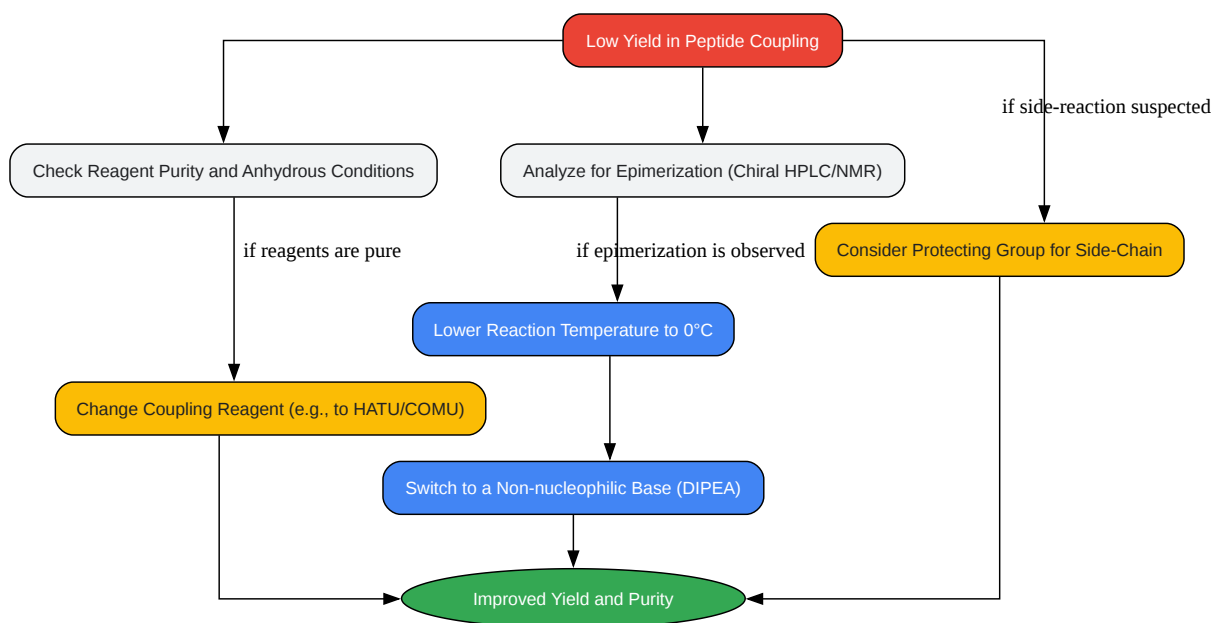 Low Yield in Peptide Coupling
if side-reaction suspected
Check Reagent Purity and Anhydrous Conditions
Analyze for Epimerization (Chiral HPLC/NMR)
if reagents are pure
if epimerization is observed
Consider Protecting Group for Side-Chain
Lower Reaction Temperature to 0°C
Change Coupling Reagent (e.g., to HATU/COMU)
Switch to a Non-nucleophilic Base (DIPEA)
Improved Yield and Purity